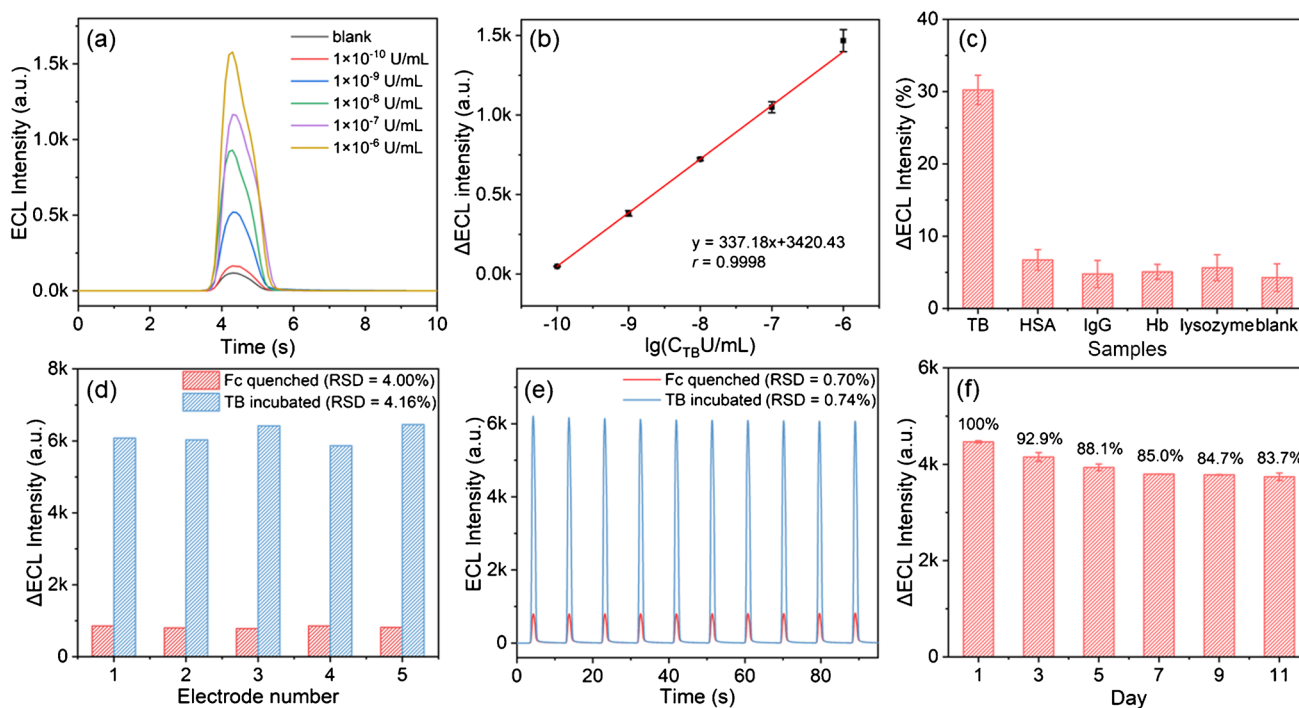 (a)
blank
1×10⁻¹⁰ U/mL
1×10⁻⁹ U/mL
1×10⁻⁸ U/mL
1×10⁻⁷ U/mL
1×10⁻⁶ U/mL
1.5k
1.0k
0.5k
0.0k
ECL Intensity (a.u.)
0 2 4 6 8 10
Time (s)
(b)
1.5k
1.0k
0.5k
0.0k
ΔECL intensity (a.u.)
y = 337.18x+3420.43
r = 0.9998
-10 -9 -8 -7 -6
lg(C_TB U/mL)
(c)
40
30
20
10
0
ΔECL Intensity (%)
TB HSA IgG Hb lysozyme blank
Samples
(d)
Fc quenched (RSD = 4.00%)
TB incubated (RSD = 4.16%)
8k
6k
4k
2k
0
ΔECL Intensity (a.u.)
1 2 3 4 5
Electrode number
(e)
Fc quenched (RSD = 0.70%)
TB incubated (RSD = 0.74%)
6k
4k
2k
0
ECL Intensity (a.u.)
0 20 40 60 80
Time (s)
(f)
6k
4k
2k
0
ΔECL Intensity (a.u.)
100%
92.9%
88.1%
85.0%
84.7%
83.7%
1 3 5 7 9 11
Day